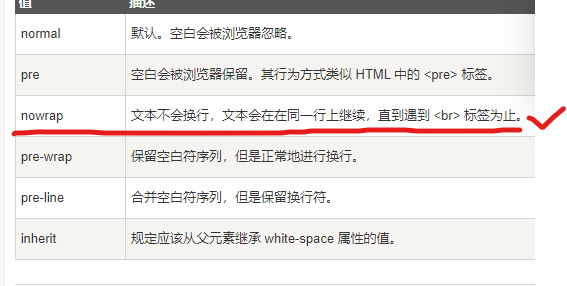 值 描述
normal 默认。空白会被浏览器忽略。
pre 空白会被浏览器保留。其行为方式类似 HTML 中的 <pre> 标签。
nowrap 文本不会换行，文本会在在同一行上继续，直到遇到 <br> 标签为止。
pre-wrap 保留空白符序列，但是正常地进行换行。
pre-line 合并空白符序列，但是保留换行符。
inherit 规定应该从父元素继承 white-space 属性的值。